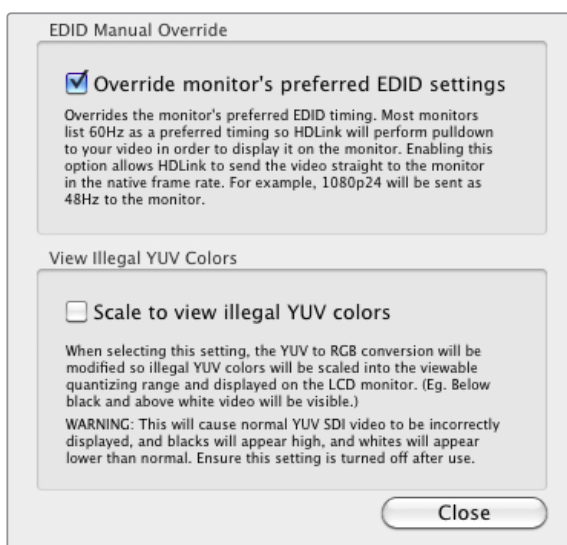 EDID Manual Override
Override monitor's preferred EDID settings
Overrides the monitor's preferred EDID timing. Most monitors
list 60Hz as a preferred timing so HDLink will perform pulldown
to your video in order to display it on the monitor. Enabling this
option allows HDLink to send the video straight to the monitor
in the native frame rate. For example, 1080p24 will be sent as
48Hz to the monitor.
View Illegal YUV Colors
Scale to view illegal YUV colors
When selecting this setting, the YUV to RGB conversion will be
modified so illegal YUV colors will be scaled into the viewable
quantizing range and displayed on the LCD monitor. (Eg. Below
black and above white video will be visible.)
WARNING: This will cause normal YUV SDI video to be incorrectly
displayed, and blacks will appear high, and whites will appear
lower than normal. Ensure this setting is turned off after use.
Close